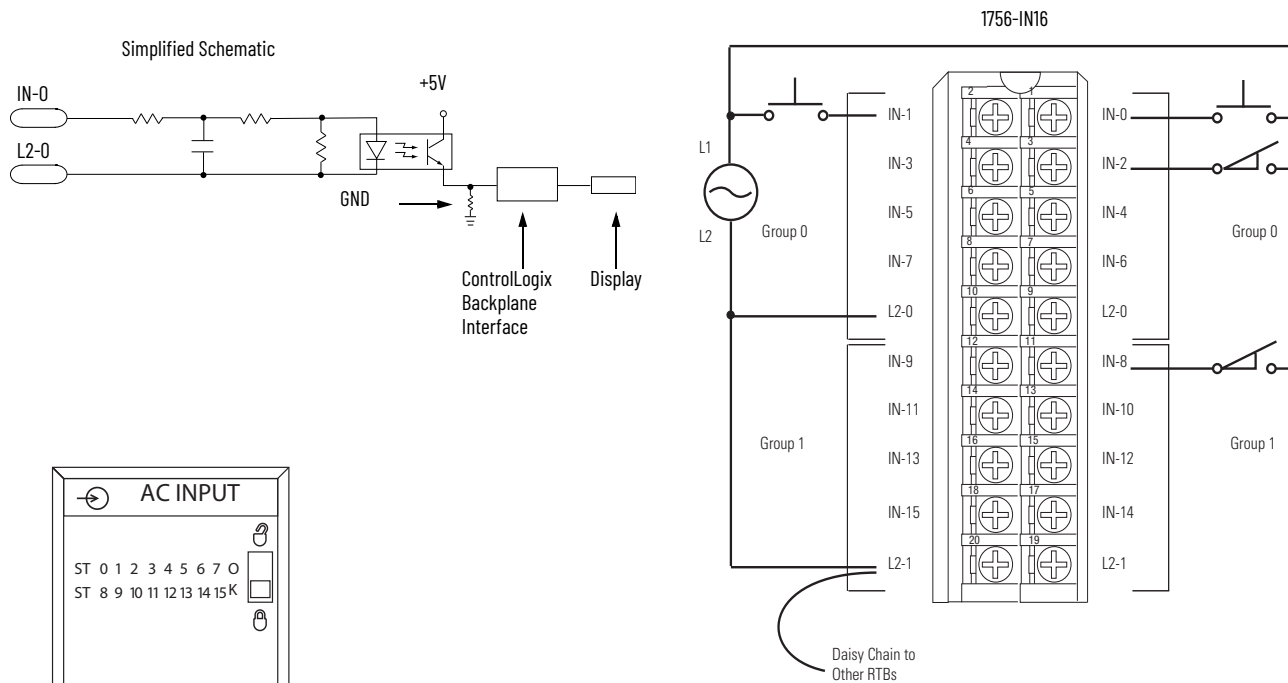 Simplified Schematic
IN-0
L2-0
+5V
GND
ControlLogix
Backplane
Interface
Display
AC INPUT
ST 0 1 2 3 4 5 6 7 O
ST 8 9 10 11 12 13 14 15 K
1756-IN16
L1
L2
Group 0
Group 1
IN-1
IN-3
IN-5
IN-7
L2-0
IN-9
IN-11
IN-13
IN-15
L2-1
2 1
4 3
6 5
8 7
10 9
12 11
14 13
16 15
18 17
20 19
IN-0
IN-2
IN-4
IN-6
L2-0
IN-8
IN-10
IN-12
IN-14
L2-1
Group 0
Group 1
Daisy Chain to
Other RTBs